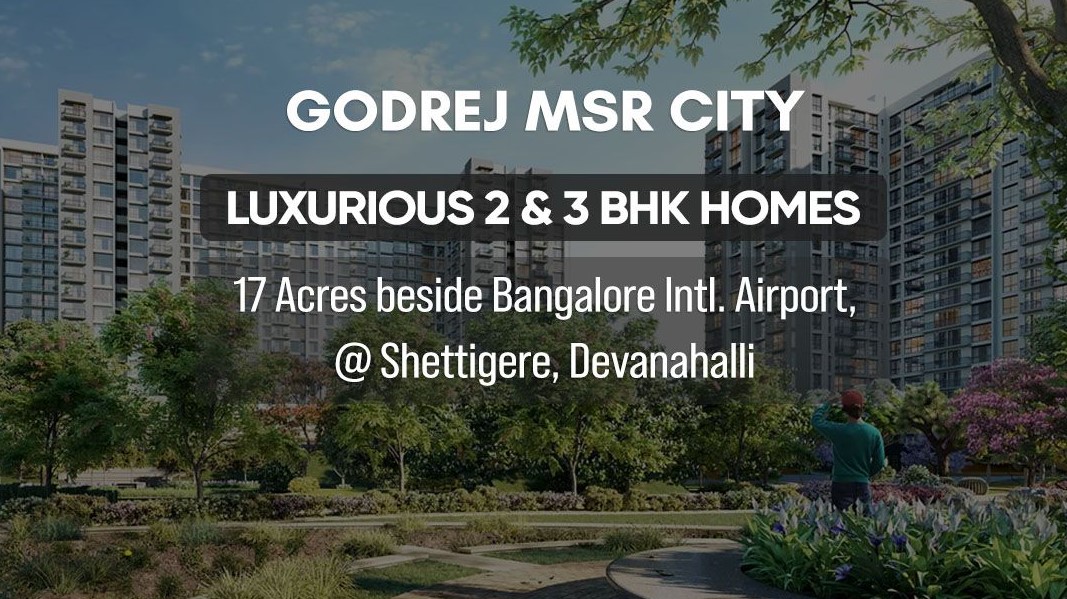 GODREJ MSR CITY
LUXURIOUS 2 & 3 BHK HOMES
17 Acres beside Bangalore Intl. Airport,
@ Shettigere, Devanahalli